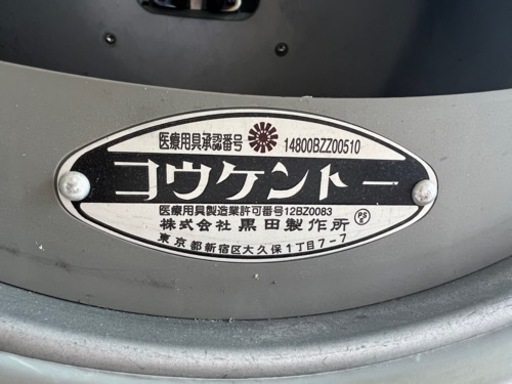 医療用具承認番号 14800BZZ00510
コウケントー
医療用具製造業許可番号12BZ0083
株式会社 黒田製作所
東京都新宿区大久保1丁目7-7